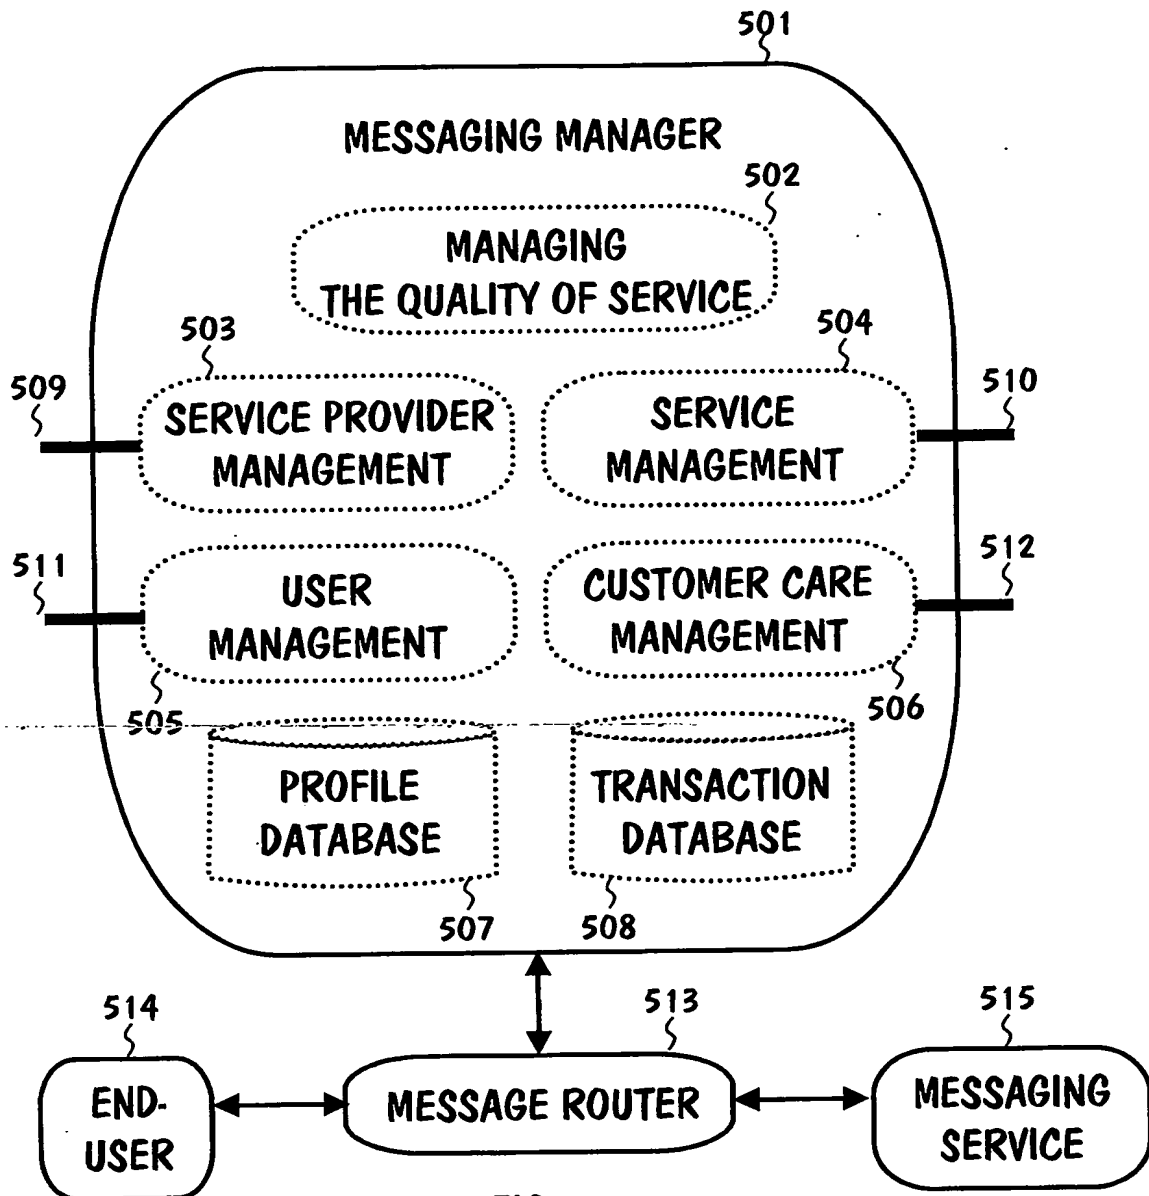 501
MESSAGING MANAGER
502
MANAGING
THE QUALITY OF SERVICE
503
504
509
510
SERVICE PROVIDER
MANAGEMENT
SERVICE
MANAGEMENT
511
512
USER
MANAGEMENT
CUSTOMER CARE
MANAGEMENT
505
506
PROFILE
DATABASE
TRANSACTION
DATABASE
507
508
514
513
515
END-
USER
MESSAGE ROUTER
MESSAGING
SERVICE